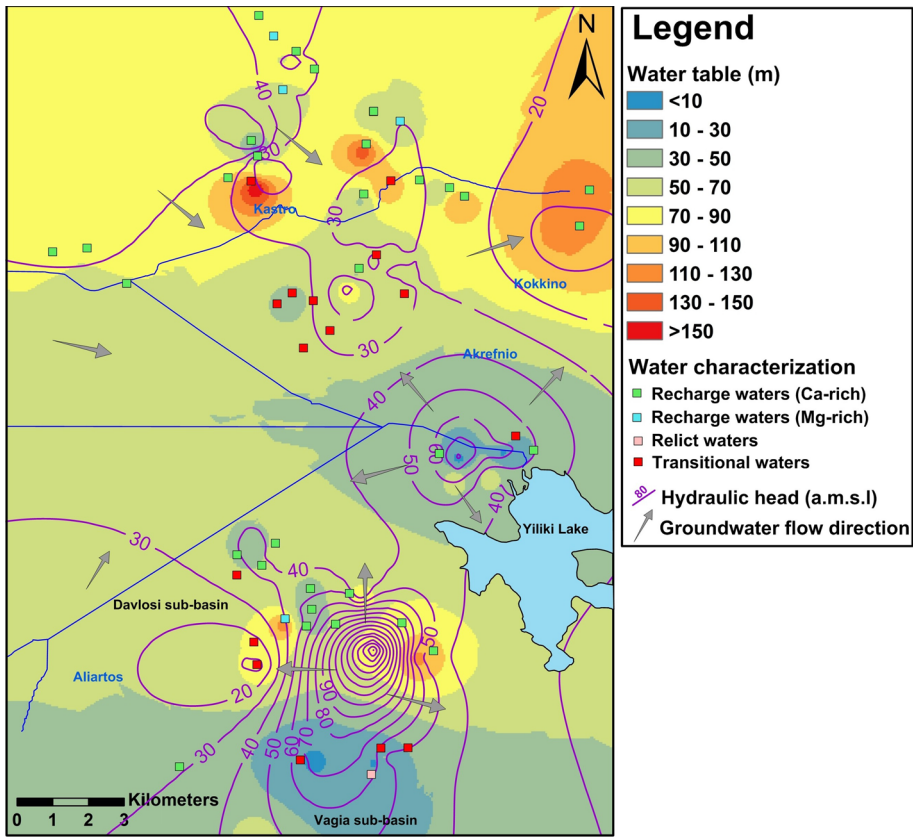 N
40
20
30
Kastro
30
Kokkino
30
Akrefnio
40
60
50
40
Yiliki Lake
30
40
Davlosi sub-basin
50
Aliartos
20
90
80
30
40
50
60
70
Kilometers
0 1 2 3
Vagia sub-basin
Legend
Water table (m)
<10
10 - 30
30 - 50
50 - 70
70 - 90
90 - 110
110 - 130
130 - 150
>150
Water characterization
Recharge waters (Ca-rich)
Recharge waters (Mg-rich)
Relict waters
Transitional waters
80
Hydraulic head (a.m.s.l)
Groundwater flow direction